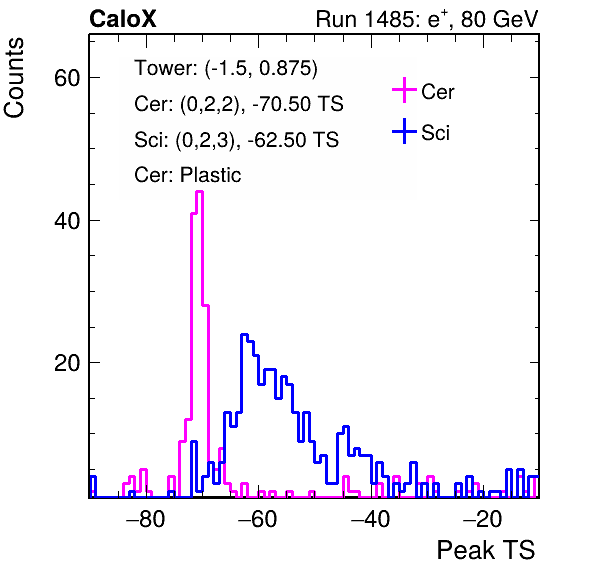 CaloX
Run 1485: e+, 80 GeV
Counts
Tower: (-1.5, 0.875)
Cer: (0,2,2), -70.50 TS
Sci: (0,2,3), -62.50 TS
Cer: Plastic
Cer
Sci
60
40
20
−80 −60 −40 −20
Peak TS